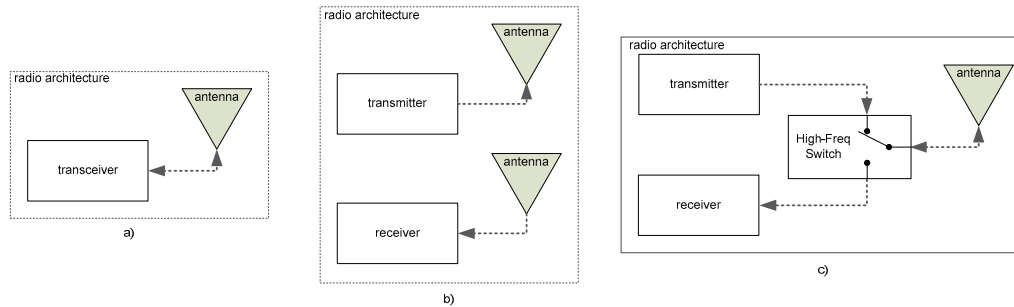 radio architecture
antenna
transceiver
a)
radio architecture
antenna
transmitter
antenna
receiver
b)
radio architecture
transmitter
antenna
High-Freq
Switch
receiver
c)